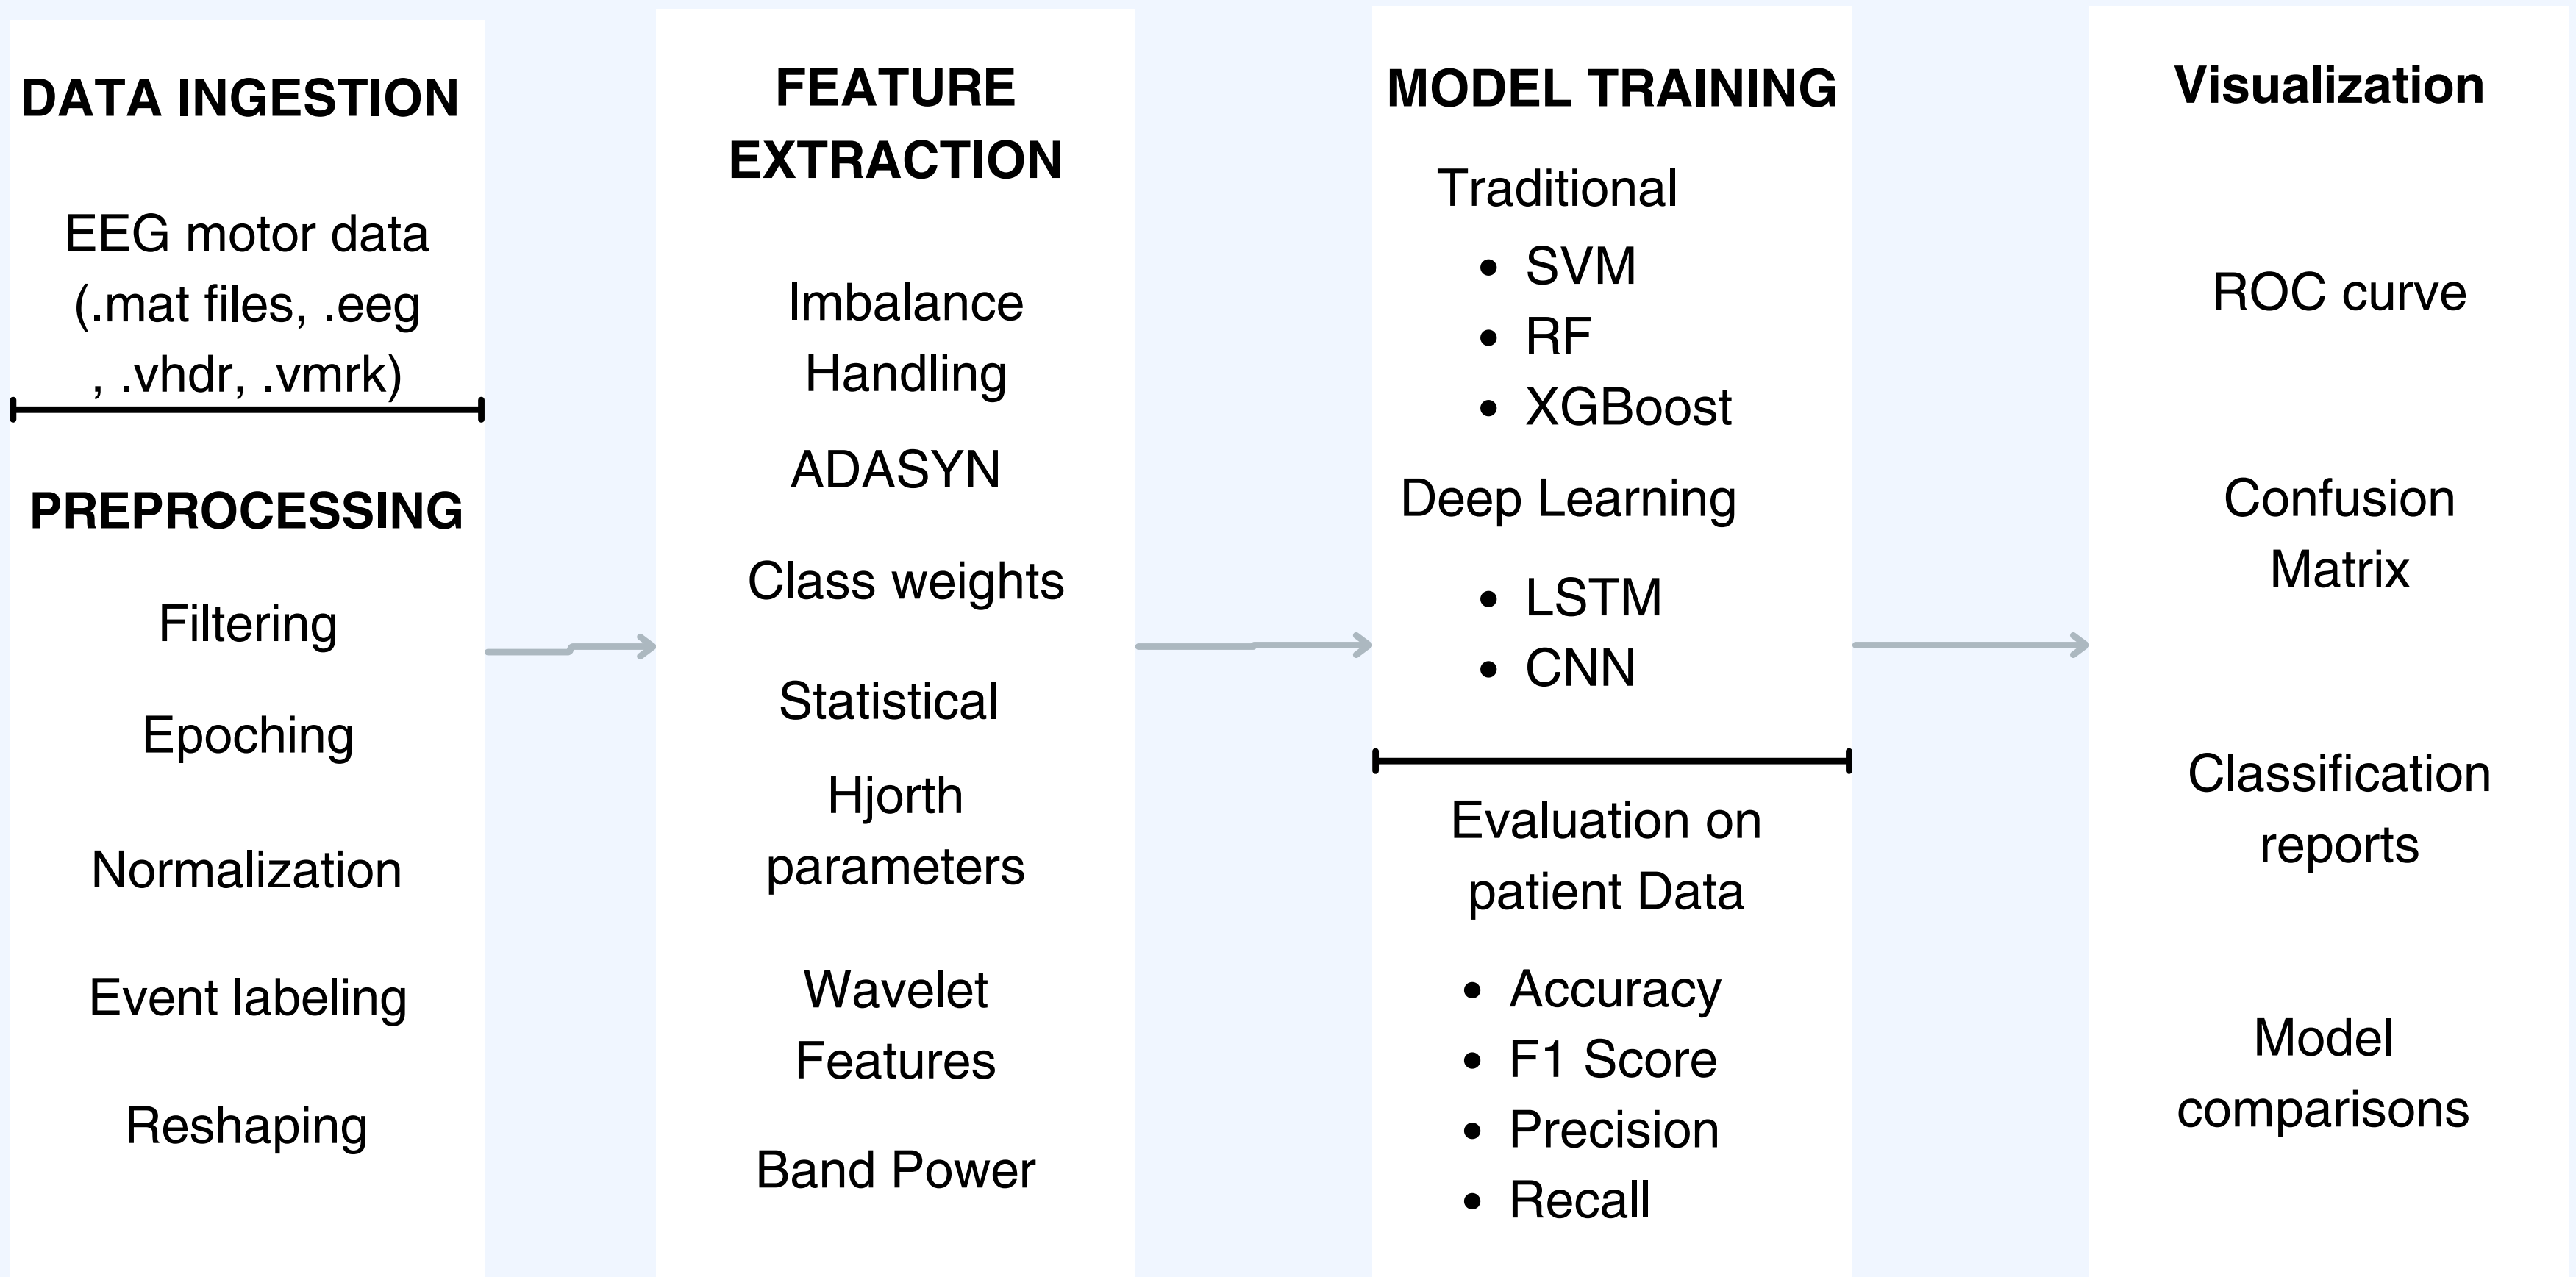 DATA INGESTION
EEG motor data
(.mat files, .eeg
, .vhdr, .vmrk)
PREPROCESSING
Filtering
Epoching
Normalization
Event labeling
Reshaping
FEATURE
EXTRACTION
Imbalance
Handling
ADASYN
Class weights
Statistical
Hjorth
parameters
Wavelet
Features
Band Power
MODEL TRAINING
Traditional
• SVM
• RF
• XGBoost
Deep Learning
• LSTM
• CNN
Evaluation on
patient Data
• Accuracy
• F1 Score
• Precision
• Recall
Visualization
ROC curve
Confusion
Matrix
Classification
reports
Model
comparisons